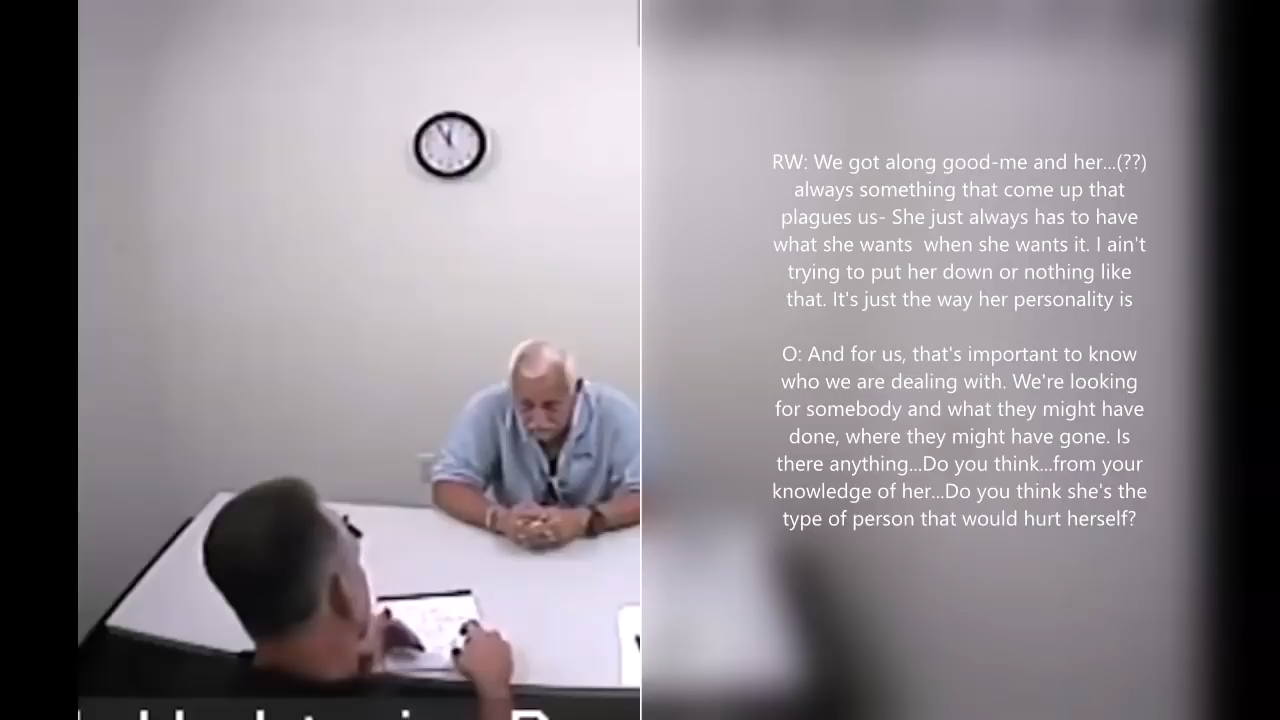 RW: We got along good-me and her...(??)
always something that come up that
plagues us- She just always has to have
what she wants  when she wants it. I ain't
trying to put her down or nothing like
that. It's just the way her personality is
O: And for us, that's important to know
who we are dealing with. We're looking
for somebody and what they might have
done, where they might have gone. Is
there anything...Do you think...from your
knowledge of her...Do you think she's the
type of person that would hurt herself?